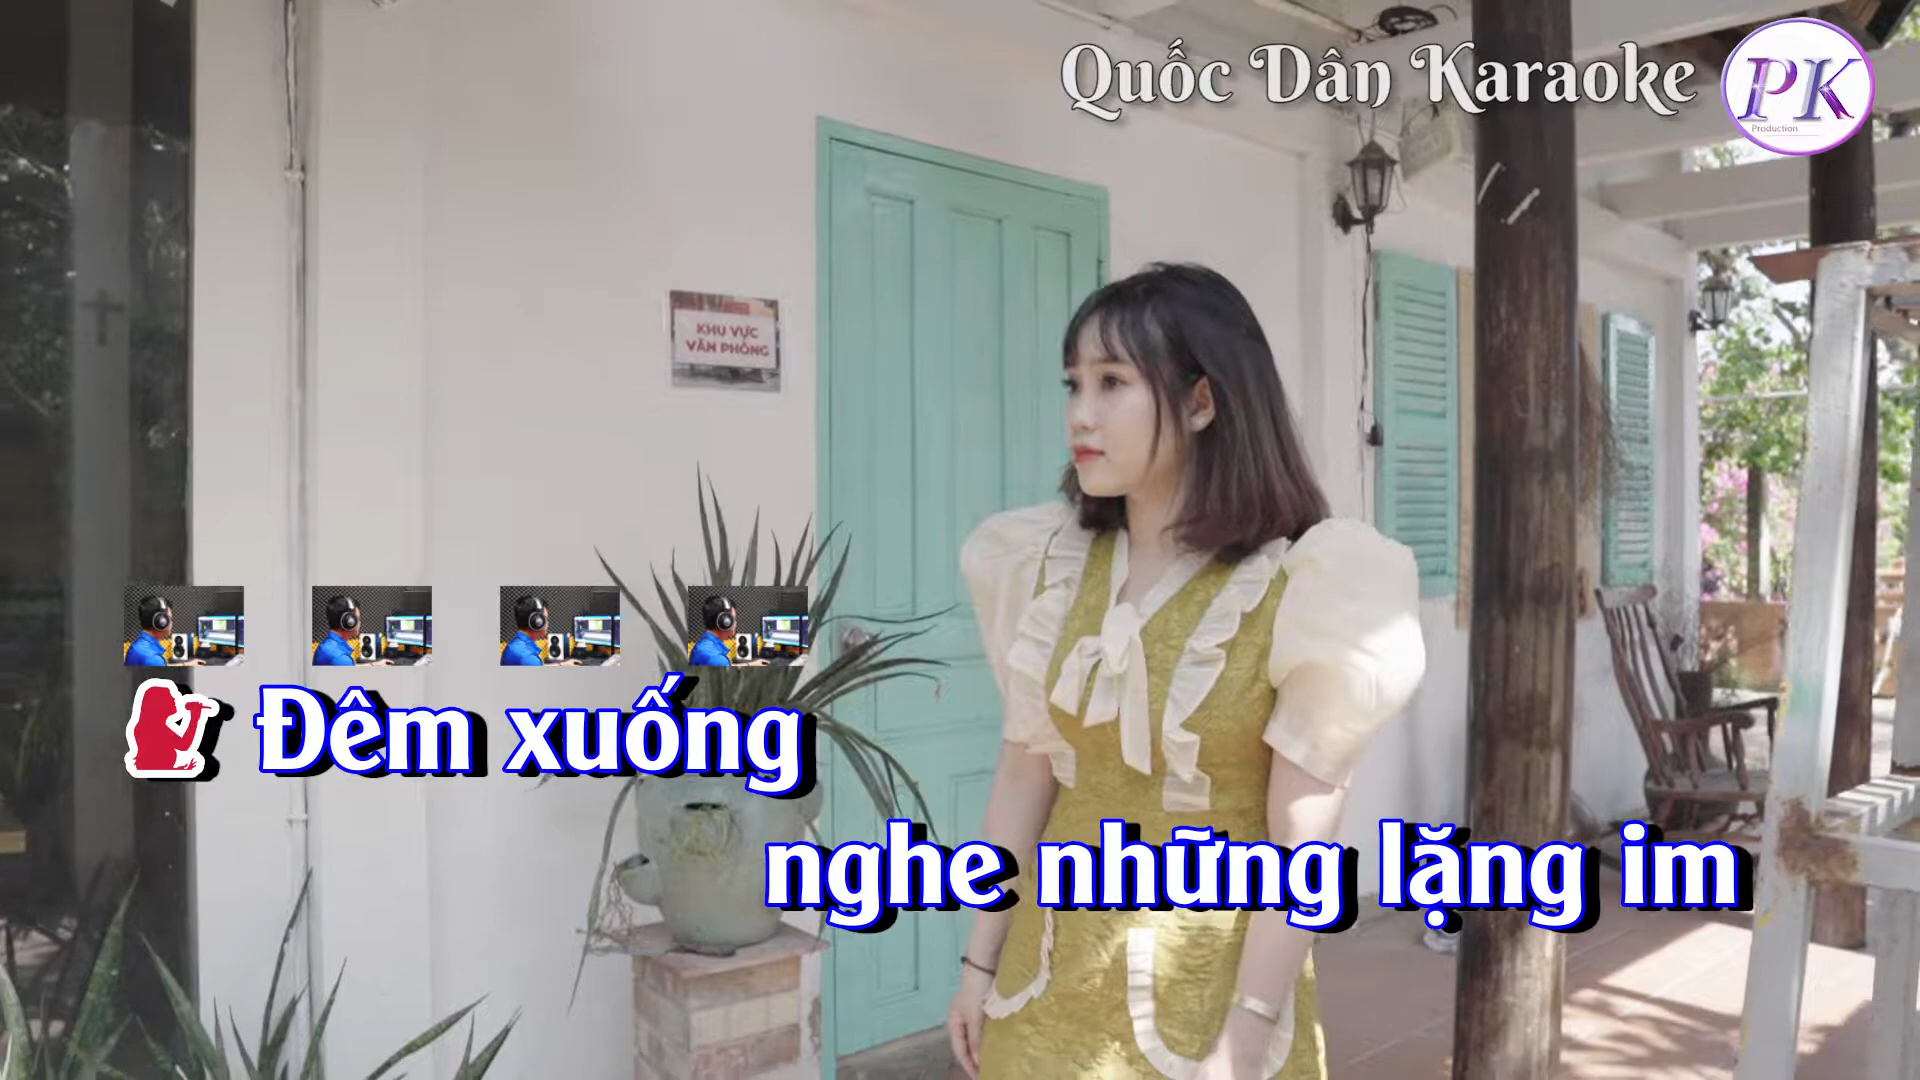 Quốc Dân Karaoke
PK
Production
KHU VỰC
VĂN PHÒNG
Đêm xuống
nghe những lặng im